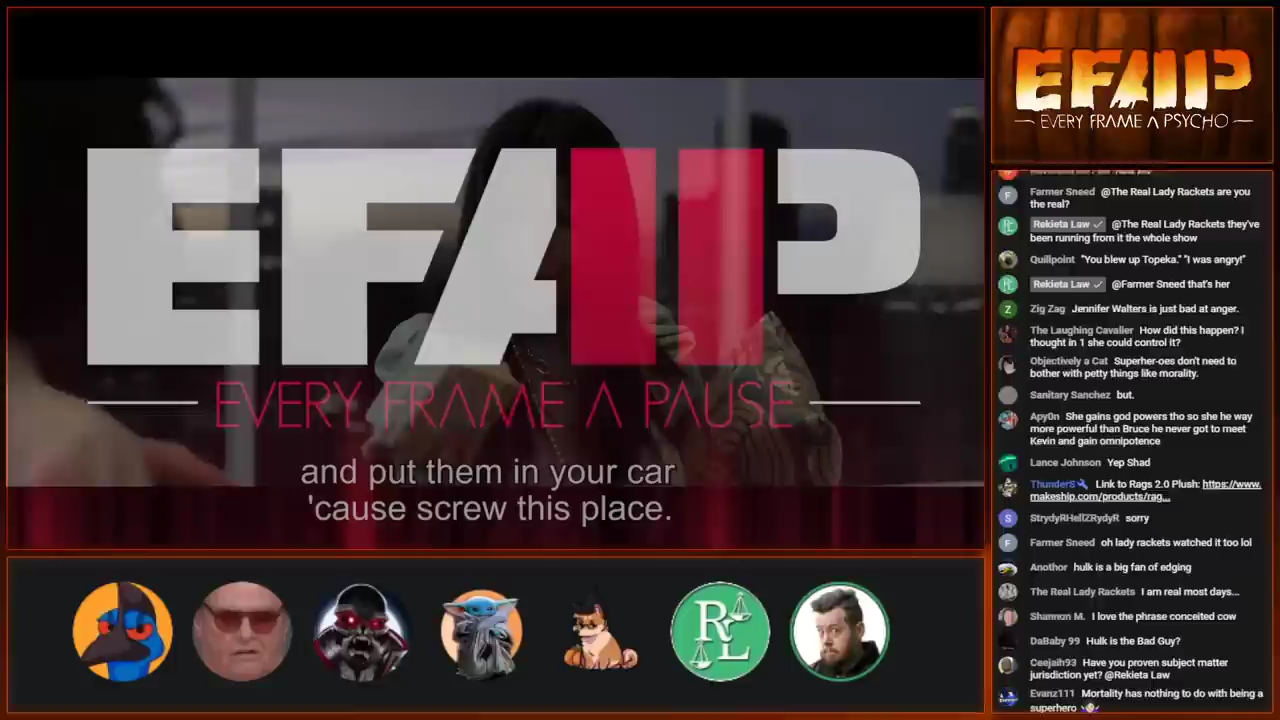 EFAIIP
EVERY FRAME A PAUSE
and put them in your car
'cause screw this place.
EFAIIP
EVERY FRAME A PSYCHO
F Farmer Sneed @The Real Lady Rackets are you
the real?
Rekieta Law @The Real Lady Rackets they've
been running from it the whole show
Quillpoint "You blew up Topeka." "I was angry!"
Rekieta Law @Farmer Sneed that's her
Z Zig Zag Jennifer Walters is just bad at anger.
The Laughing Cavalier How did this happen? I
thought in 1 she could control it?
Objectively a Cat Superher-oes don't need to
bother with petty things like morality.
Sanitary Sanchez but.
Apy0n She gains god powers tho so she he way
more powerful than Bruce he never got to meet
Kevin and gain omnipotence
Lance Johnson Yep Shad
ThunderS Link to Rags 2.0 Plush: https://www.
makeship.com/products/rag...
S StrydyRHellZRydyR sorry
F Farmer Sneed oh lady rackets watched it too lol
Anothor hulk is a big fan of edging
The Real Lady Rackets I am real most days...
Shannon M. I love the phrase conceited cow
DaBaby 99 Hulk is the Bad Guy?
Ceejaih93 Have you proven subject matter
jurisdiction yet? @Rekieta Law
Evanz111 Mortality has nothing to do with being a
superhero
RLL